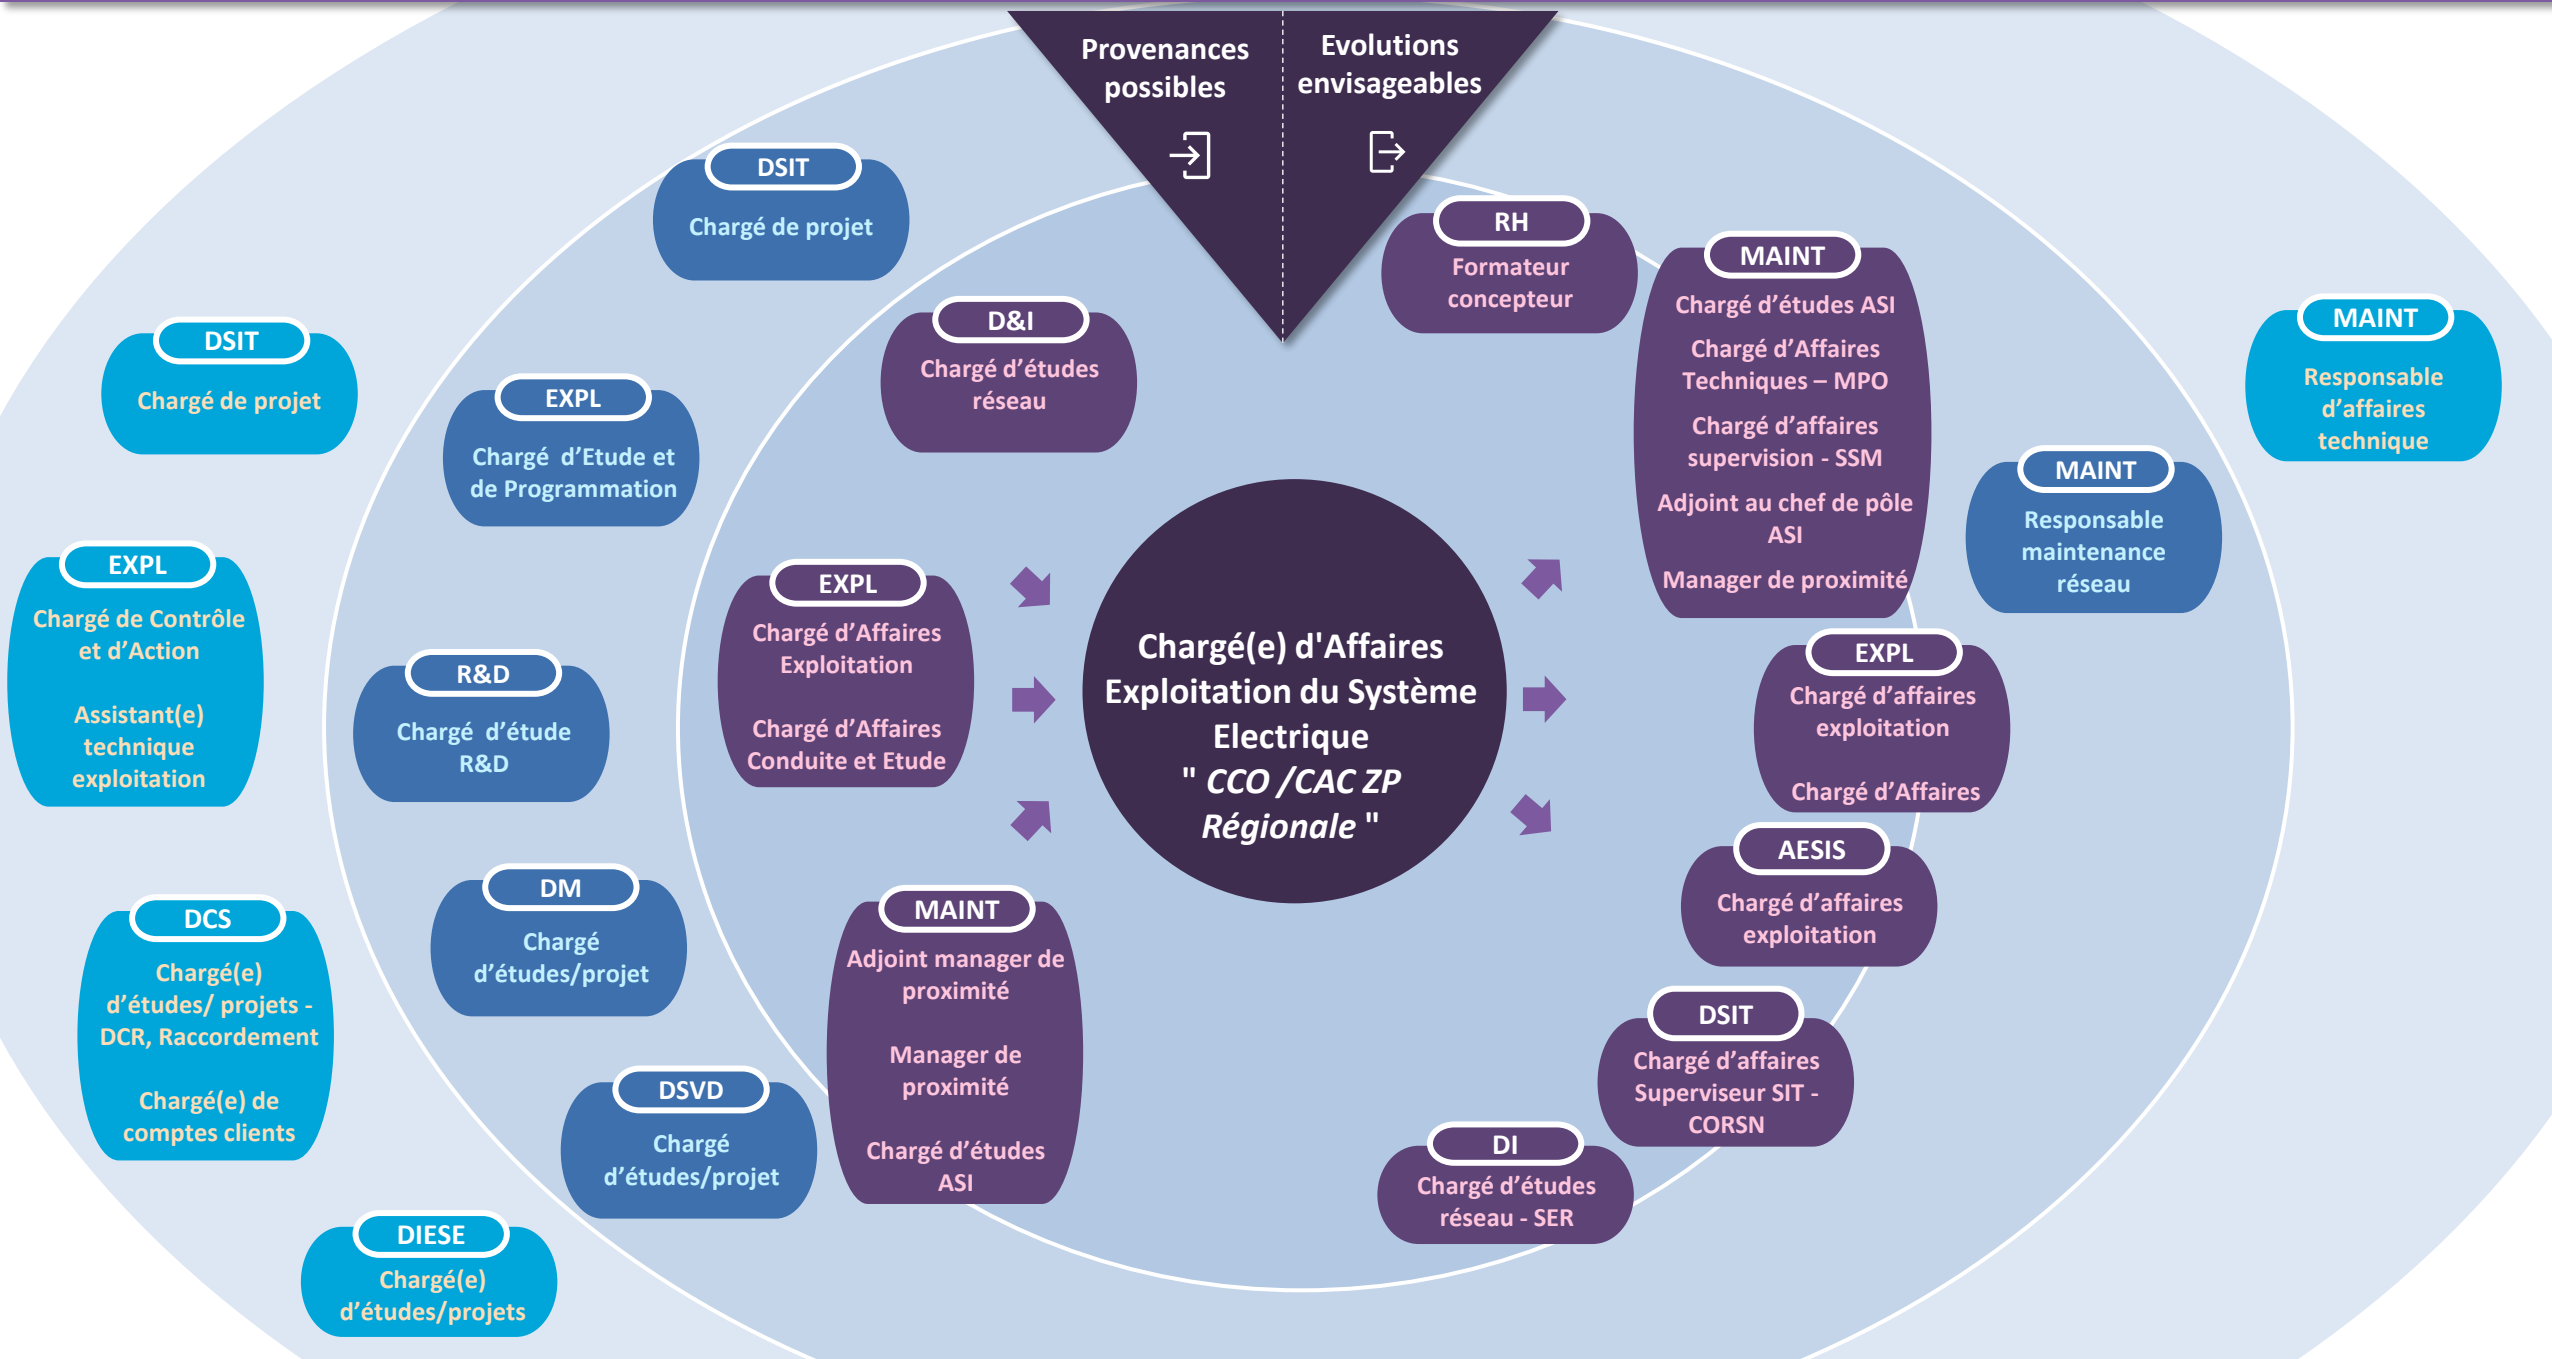 Provenances
possibles
Evolutions
envisageables
DSIT
Chargé de projet
D&I
Chargé d'études
réseau
DSIT
Chargé de projet
EXPL
Chargé  d'Etude et
de Programmation
EXPL
Chargé de Contrôle
et d'Action
Assistant(e)
technique
exploitation
R&D
Chargé  d'étude
R&D
EXPL
Chargé d'Affaires
Exploitation
Chargé d'Affaires
Conduite et Etude
DCS
Chargé(e)
d'études/ projets -
DCR, Raccordement
Chargé(e) de
comptes clients
DM
Chargé
d'études/projet
MAINT
Adjoint manager de
proximité
Manager de
proximité
Chargé d'études
ASI
DSVD
Chargé
d'études/projet
DIESE
Chargé(e)
d'études/projets
Chargé(e) d'Affaires
Exploitation du Système
Electrique
" CCO /CAC ZP
Régionale "
RH
Formateur
concepteur
MAINT
Chargé d'études ASI
Chargé d'Affaires
Techniques – MPO
Chargé d'affaires
supervision - SSM
Adjoint au chef de pôle
ASI
Manager de proximité
MAINT
Responsable
d'affaires
technique
MAINT
Responsable
maintenance
réseau
EXPL
Chargé d'affaires
exploitation
Chargé d'Affaires
AESIS
Chargé d'affaires
exploitation
DSIT
Chargé d'affaires
Superviseur SIT -
CORSN
DI
Chargé d'études
réseau - SER